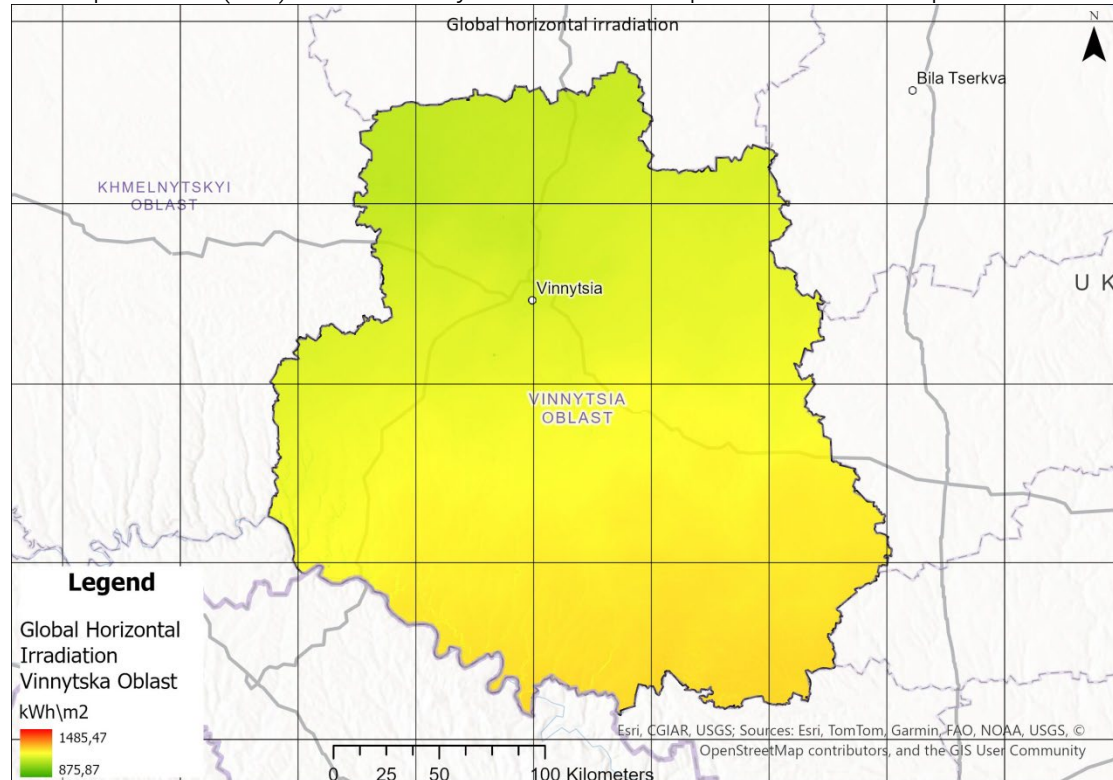 Global horizontal irradiation
N
Bila Tserkva
KHMELNYTSKYI
OBLAST
U K
Vinnytsia
VINNYTSIA
OBLAST
Legend
Global Horizontal
Irradiation
Vinnytska Oblast
kWh\m2
1485,47
875,87
0 25 50 100 Kilometers
Esri, CGIAR, USGS; Sources: Esri, TomTom, Garmin, FAO, NOAA, USGS, ©
OpenStreetMap contributors, and the GIS User Community